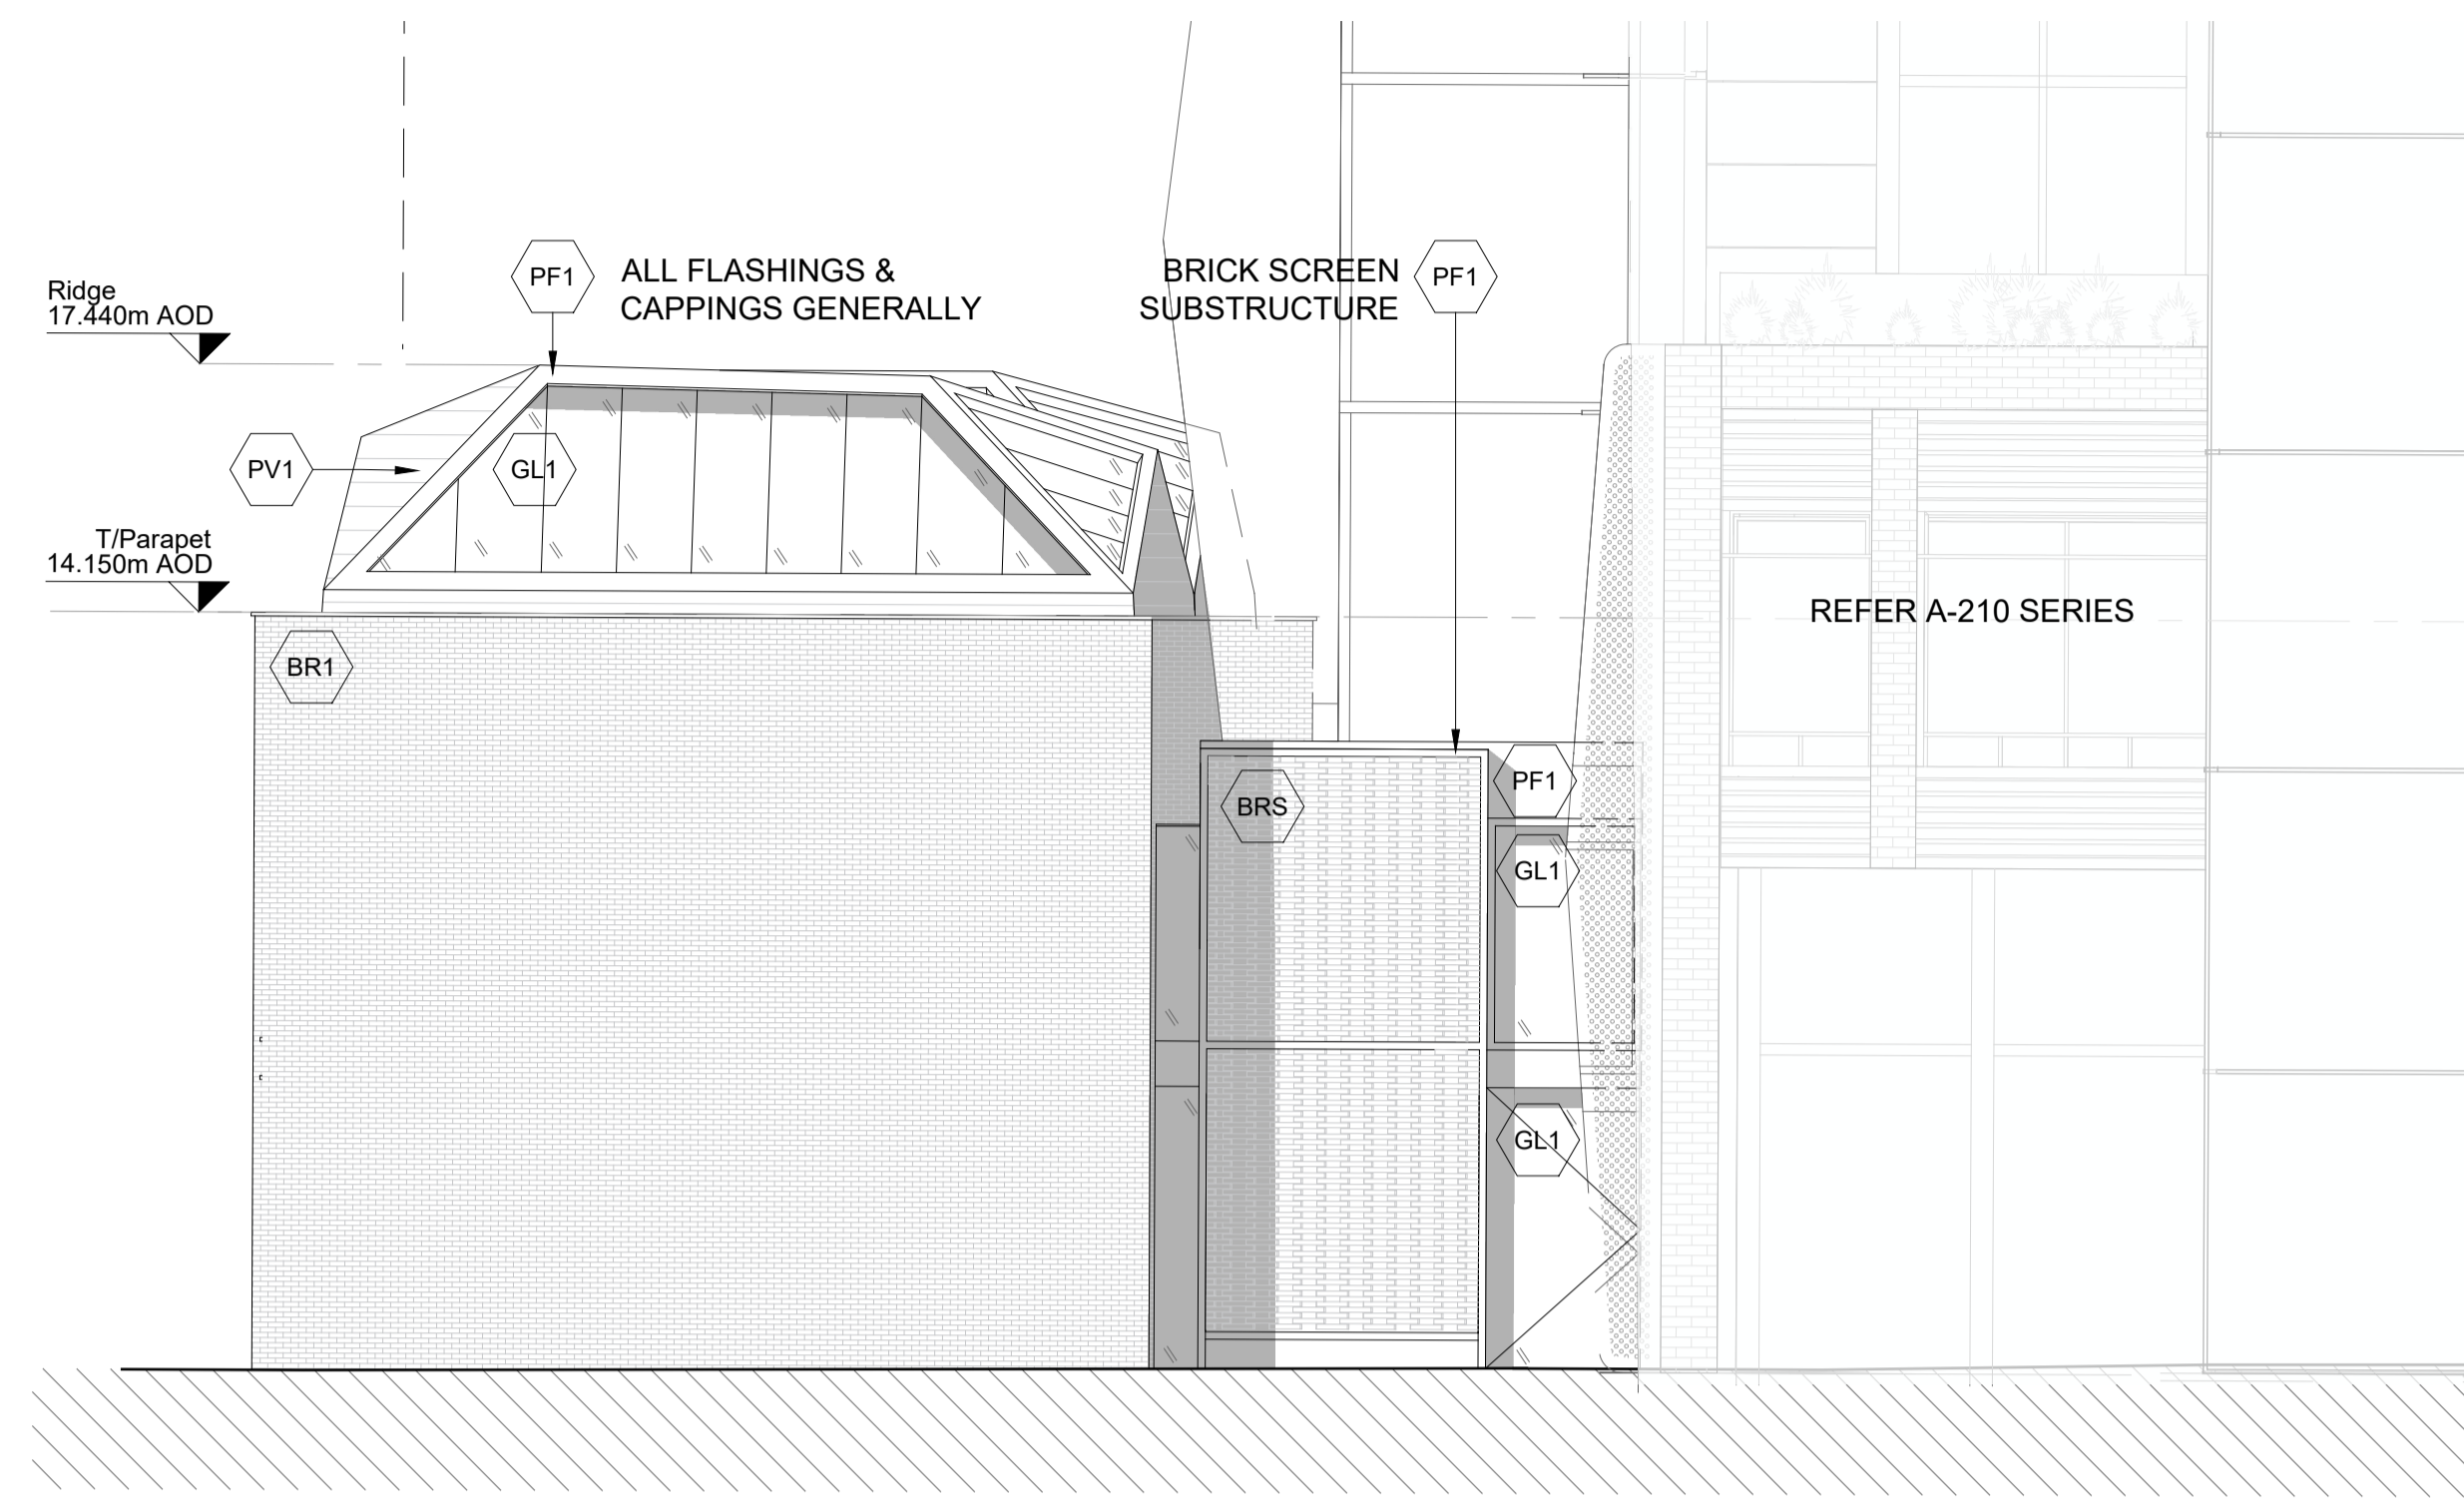 PF1
ALL FLASHINGS &
CAPPINGS GENERALLY
BRICK SCREEN
SUBSTRUCTURE
PF1
Ridge
17.440m AOD
PV1
GL1
T/Parapet
14.150m AOD
REFER A-210 SERIES
BR1
BRS
PF1
GL1
GL1